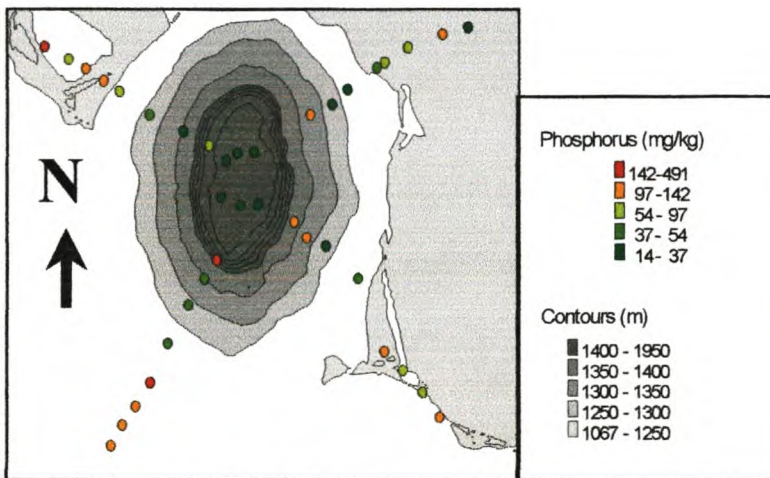 N
Phosphorus (mg/kg)
142-491
97-142
54- 97
37- 54
14- 37
Contours (m)
1400 - 1950
1350 - 1400
1300 - 1350
1250 - 1300
1067 - 1250